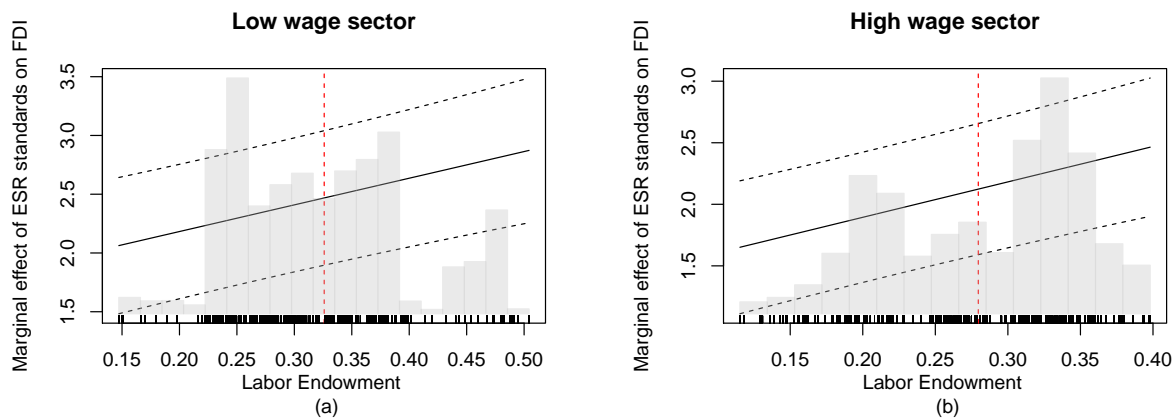 Low wage sector
Marginal effect of ESR standards on FDI
3.5
3.0
2.5
2.0
1.5
0.15 0.20 0.25 0.30 0.35 0.40 0.45 0.50
Labor Endowment
(a)
High wage sector
Marginal effect of ESR standards on FDI
3.0
2.5
2.0
1.5
0.15 0.20 0.25 0.30 0.35 0.40
Labor Endowment
(b)